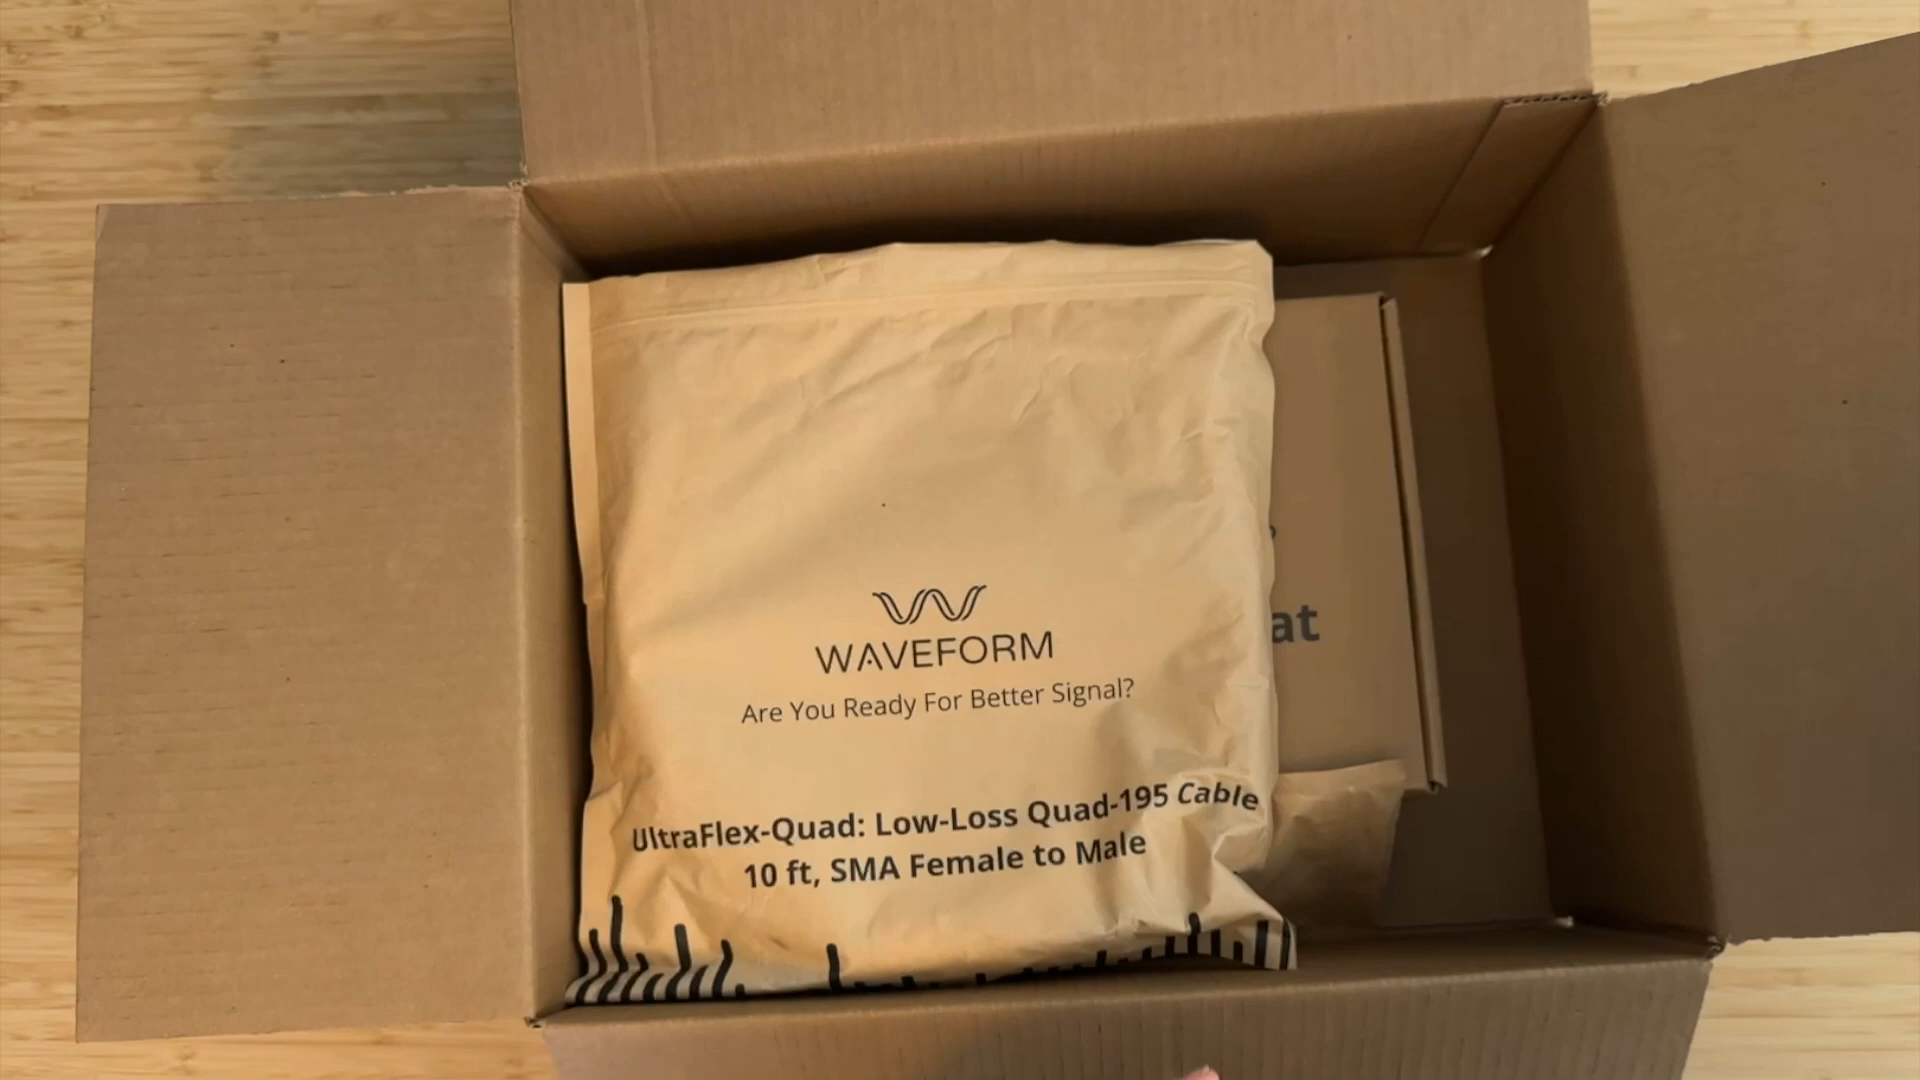 WAVEFORM
Are You Ready For Better Signal?
UltraFlex-Quad: Low-Loss Quad-195 Cable
10 ft, SMA Female to Male
at